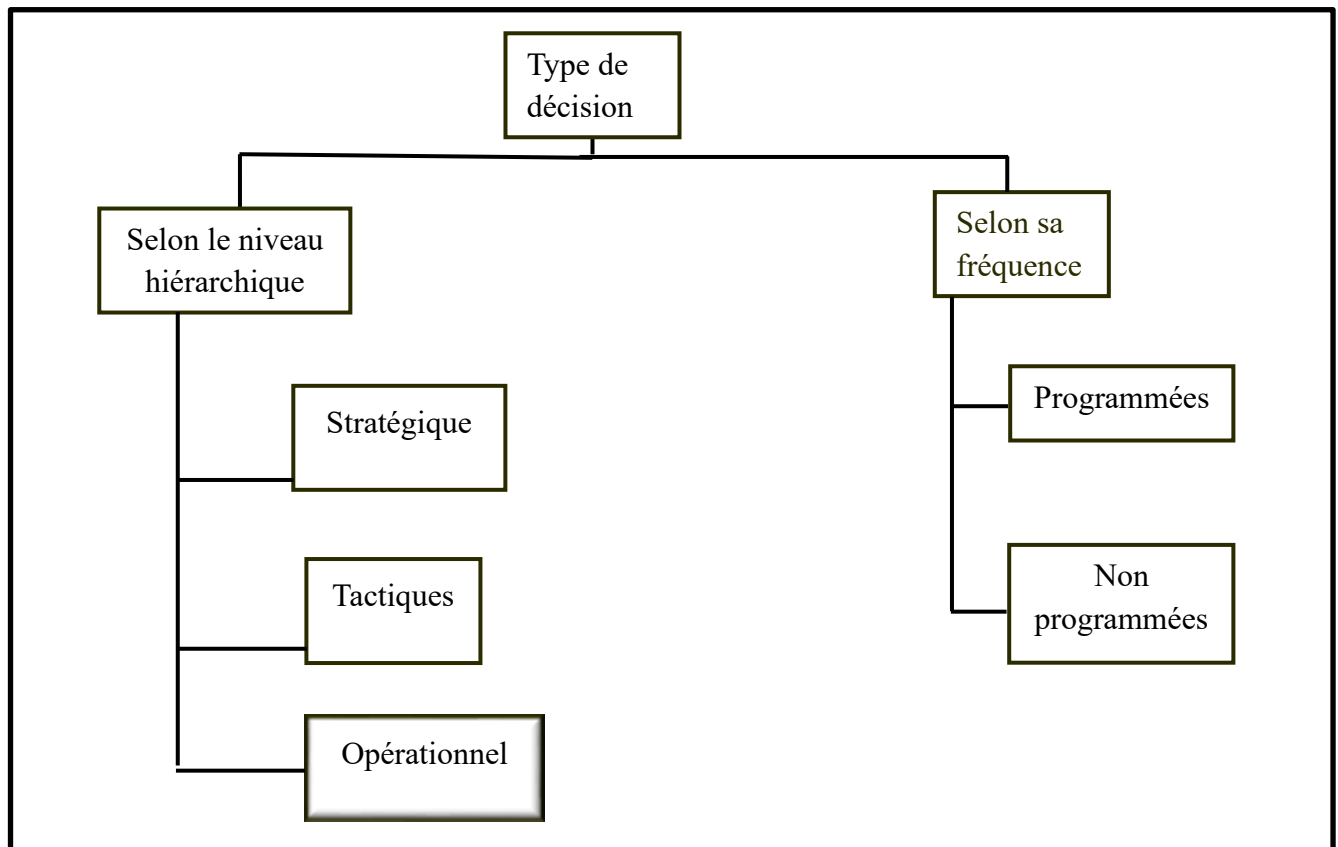 Type de
décision
Selon le niveau
hiérarchique
Stratégique
Tactiques
Opérationnel
Selon sa
fréquence
Programmées
Non
programmées